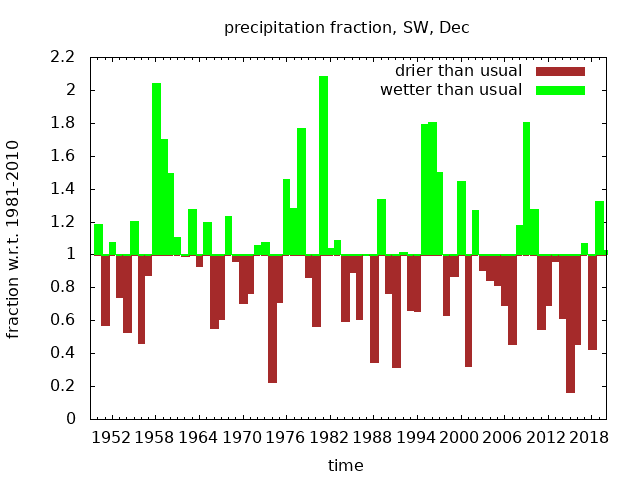 precipitation fraction, SW, Dec
drier than usual
wetter than usual
2.2
2
1.8
1.6
1.4
1.2
1
0.8
0.6
0.4
0.2
0
fraction w.r.t. 1981-2010
1952 1958 1964 1970 1976 1982 1988 1994 2000 2006 2012 2018
time